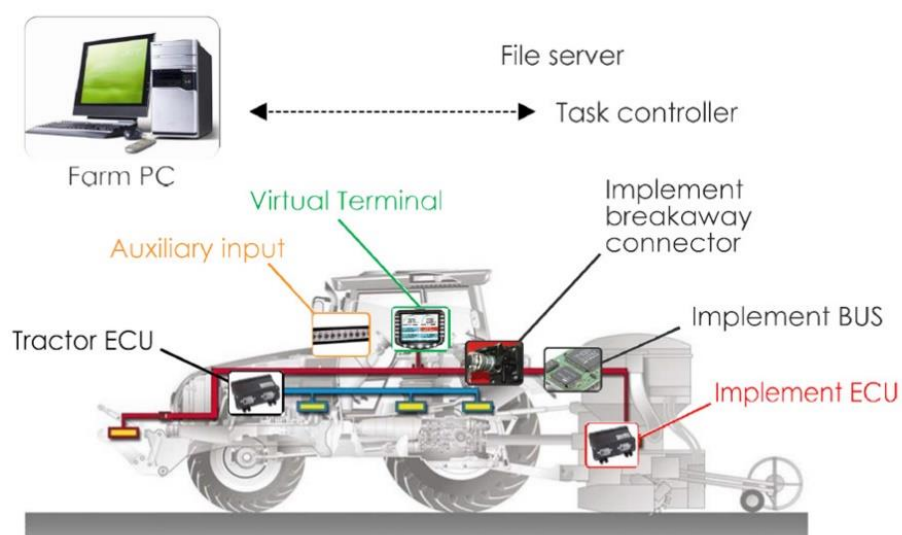 File server
Task controller
Farm PC
Virtual Terminal
Implement
breakaway
connector
Auxiliary input
Implement BUS
Tractor ECU
Implement ECU